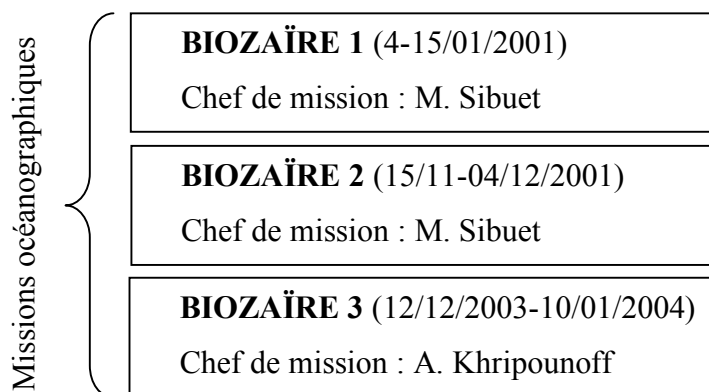 Missions océanographiques
BIOZAÏRE 1 (4-15/01/2001)
Chef de mission : M. Sibuet
BIOZAÏRE 2 (15/11-04/12/2001)
Chef de mission : M. Sibuet
BIOZAÏRE 3 (12/12/2003-10/01/2004)
Chef de mission : A. Khripounoff